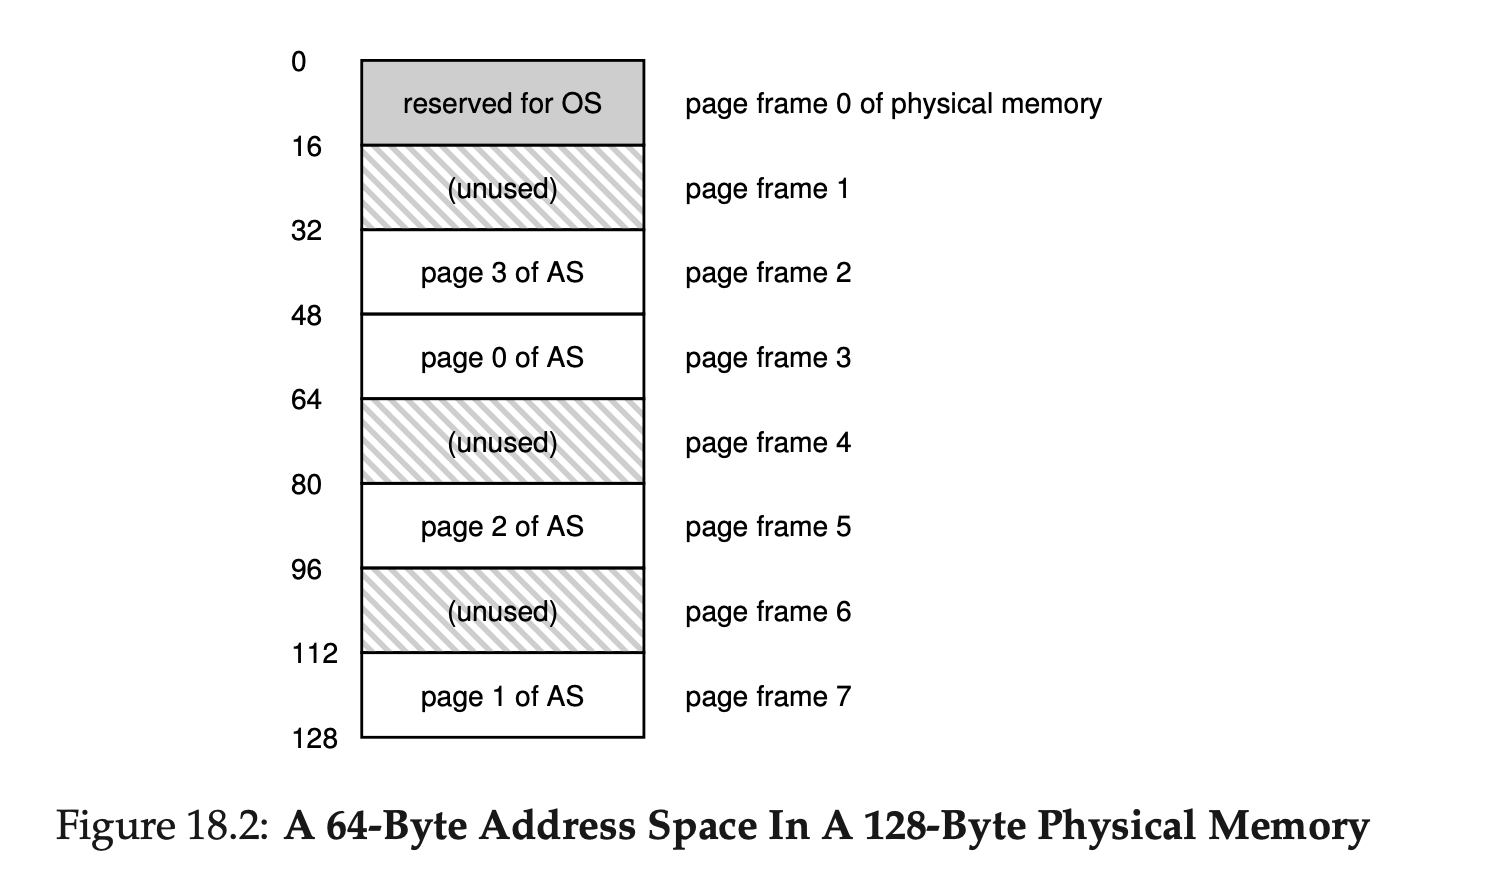 0
reserved for OS page frame 0 of physical memory
16
(unused) page frame 1
32
page 3 of AS page frame 2
48
page 0 of AS page frame 3
64
(unused) page frame 4
80
page 2 of AS page frame 5
96
(unused) page frame 6
112
page 1 of AS page frame 7
128
Figure 18.2: A 64-Byte Address Space In A 128-Byte Physical Memory